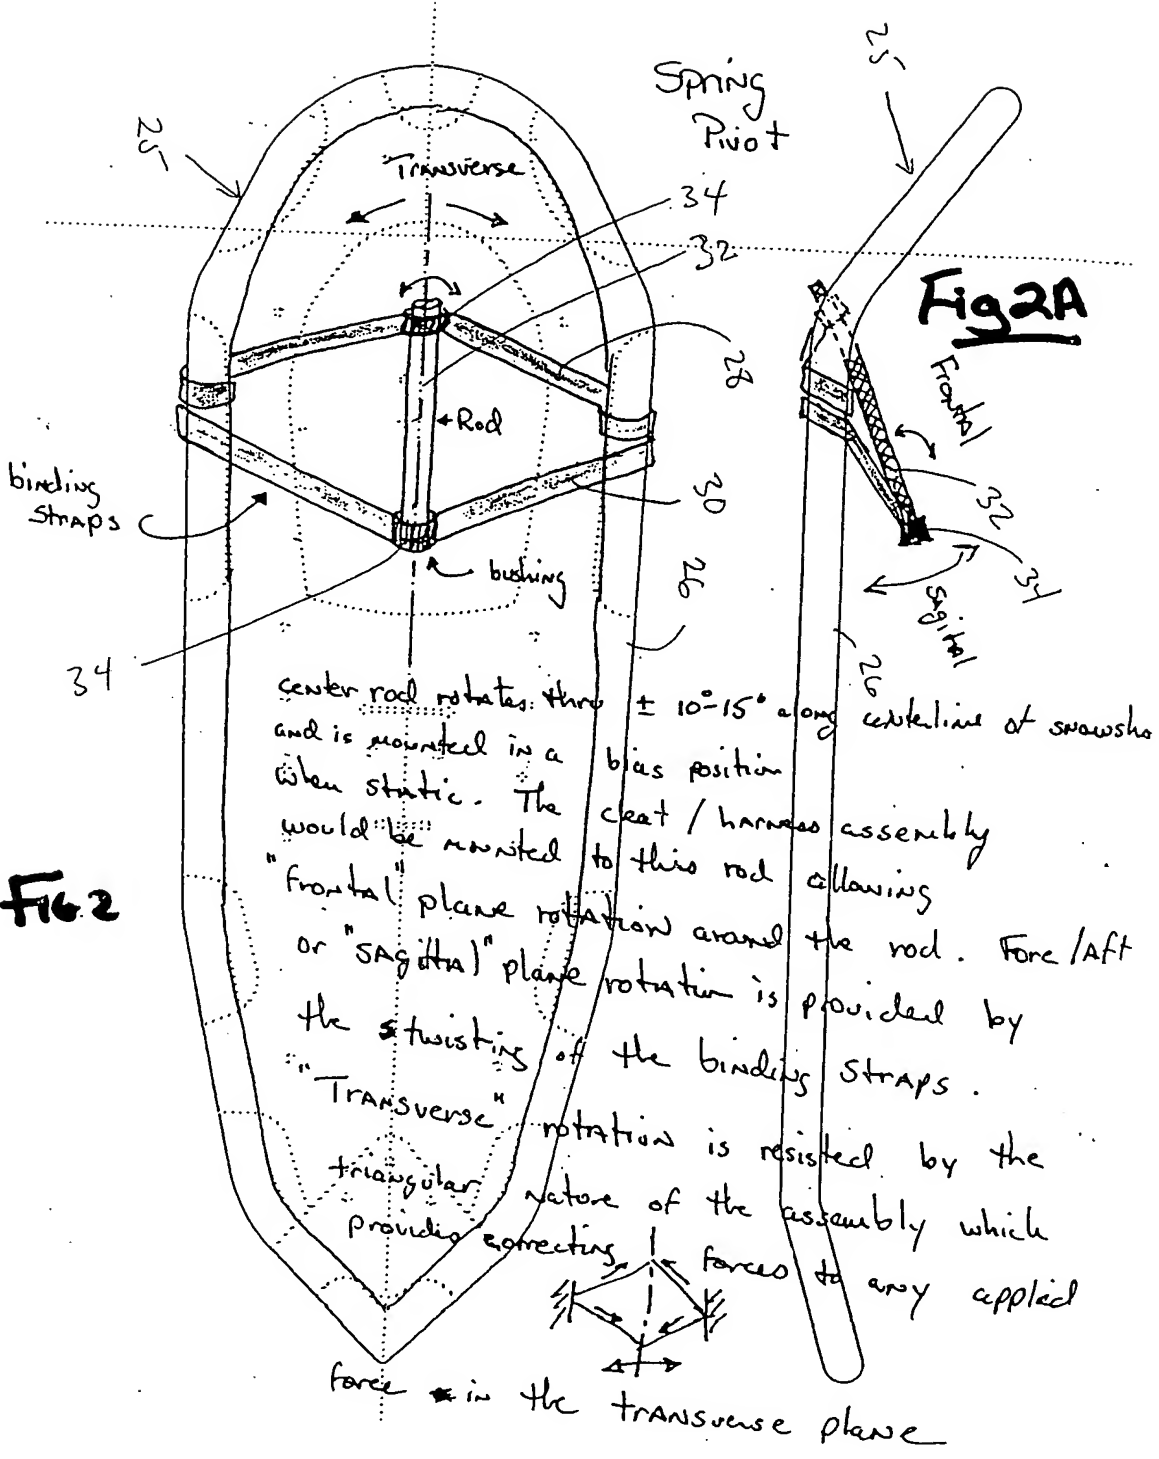 Spring
Pivot
25
25
Transverse
34
32
Fig 2A
28
Frontal
Rod
binding
straps
30
32
34
bushing
26
Sagital
34
26
center rod rotates thru ± 10°-15° along centerline of snowsho
and is mounted in a bias position
when static. The cleat / harness assembly
would be mounted to this rod allowing
"frontal" plane rotation around the rod. Fore/Aft
or "sagittal" plane rotation is provided by
the twisting of the binding straps.
"Transverse" rotation is resisted by the
triangular nature of the assembly which
provides correcting forces to any applied
force in the transverse plane
Fig. 2